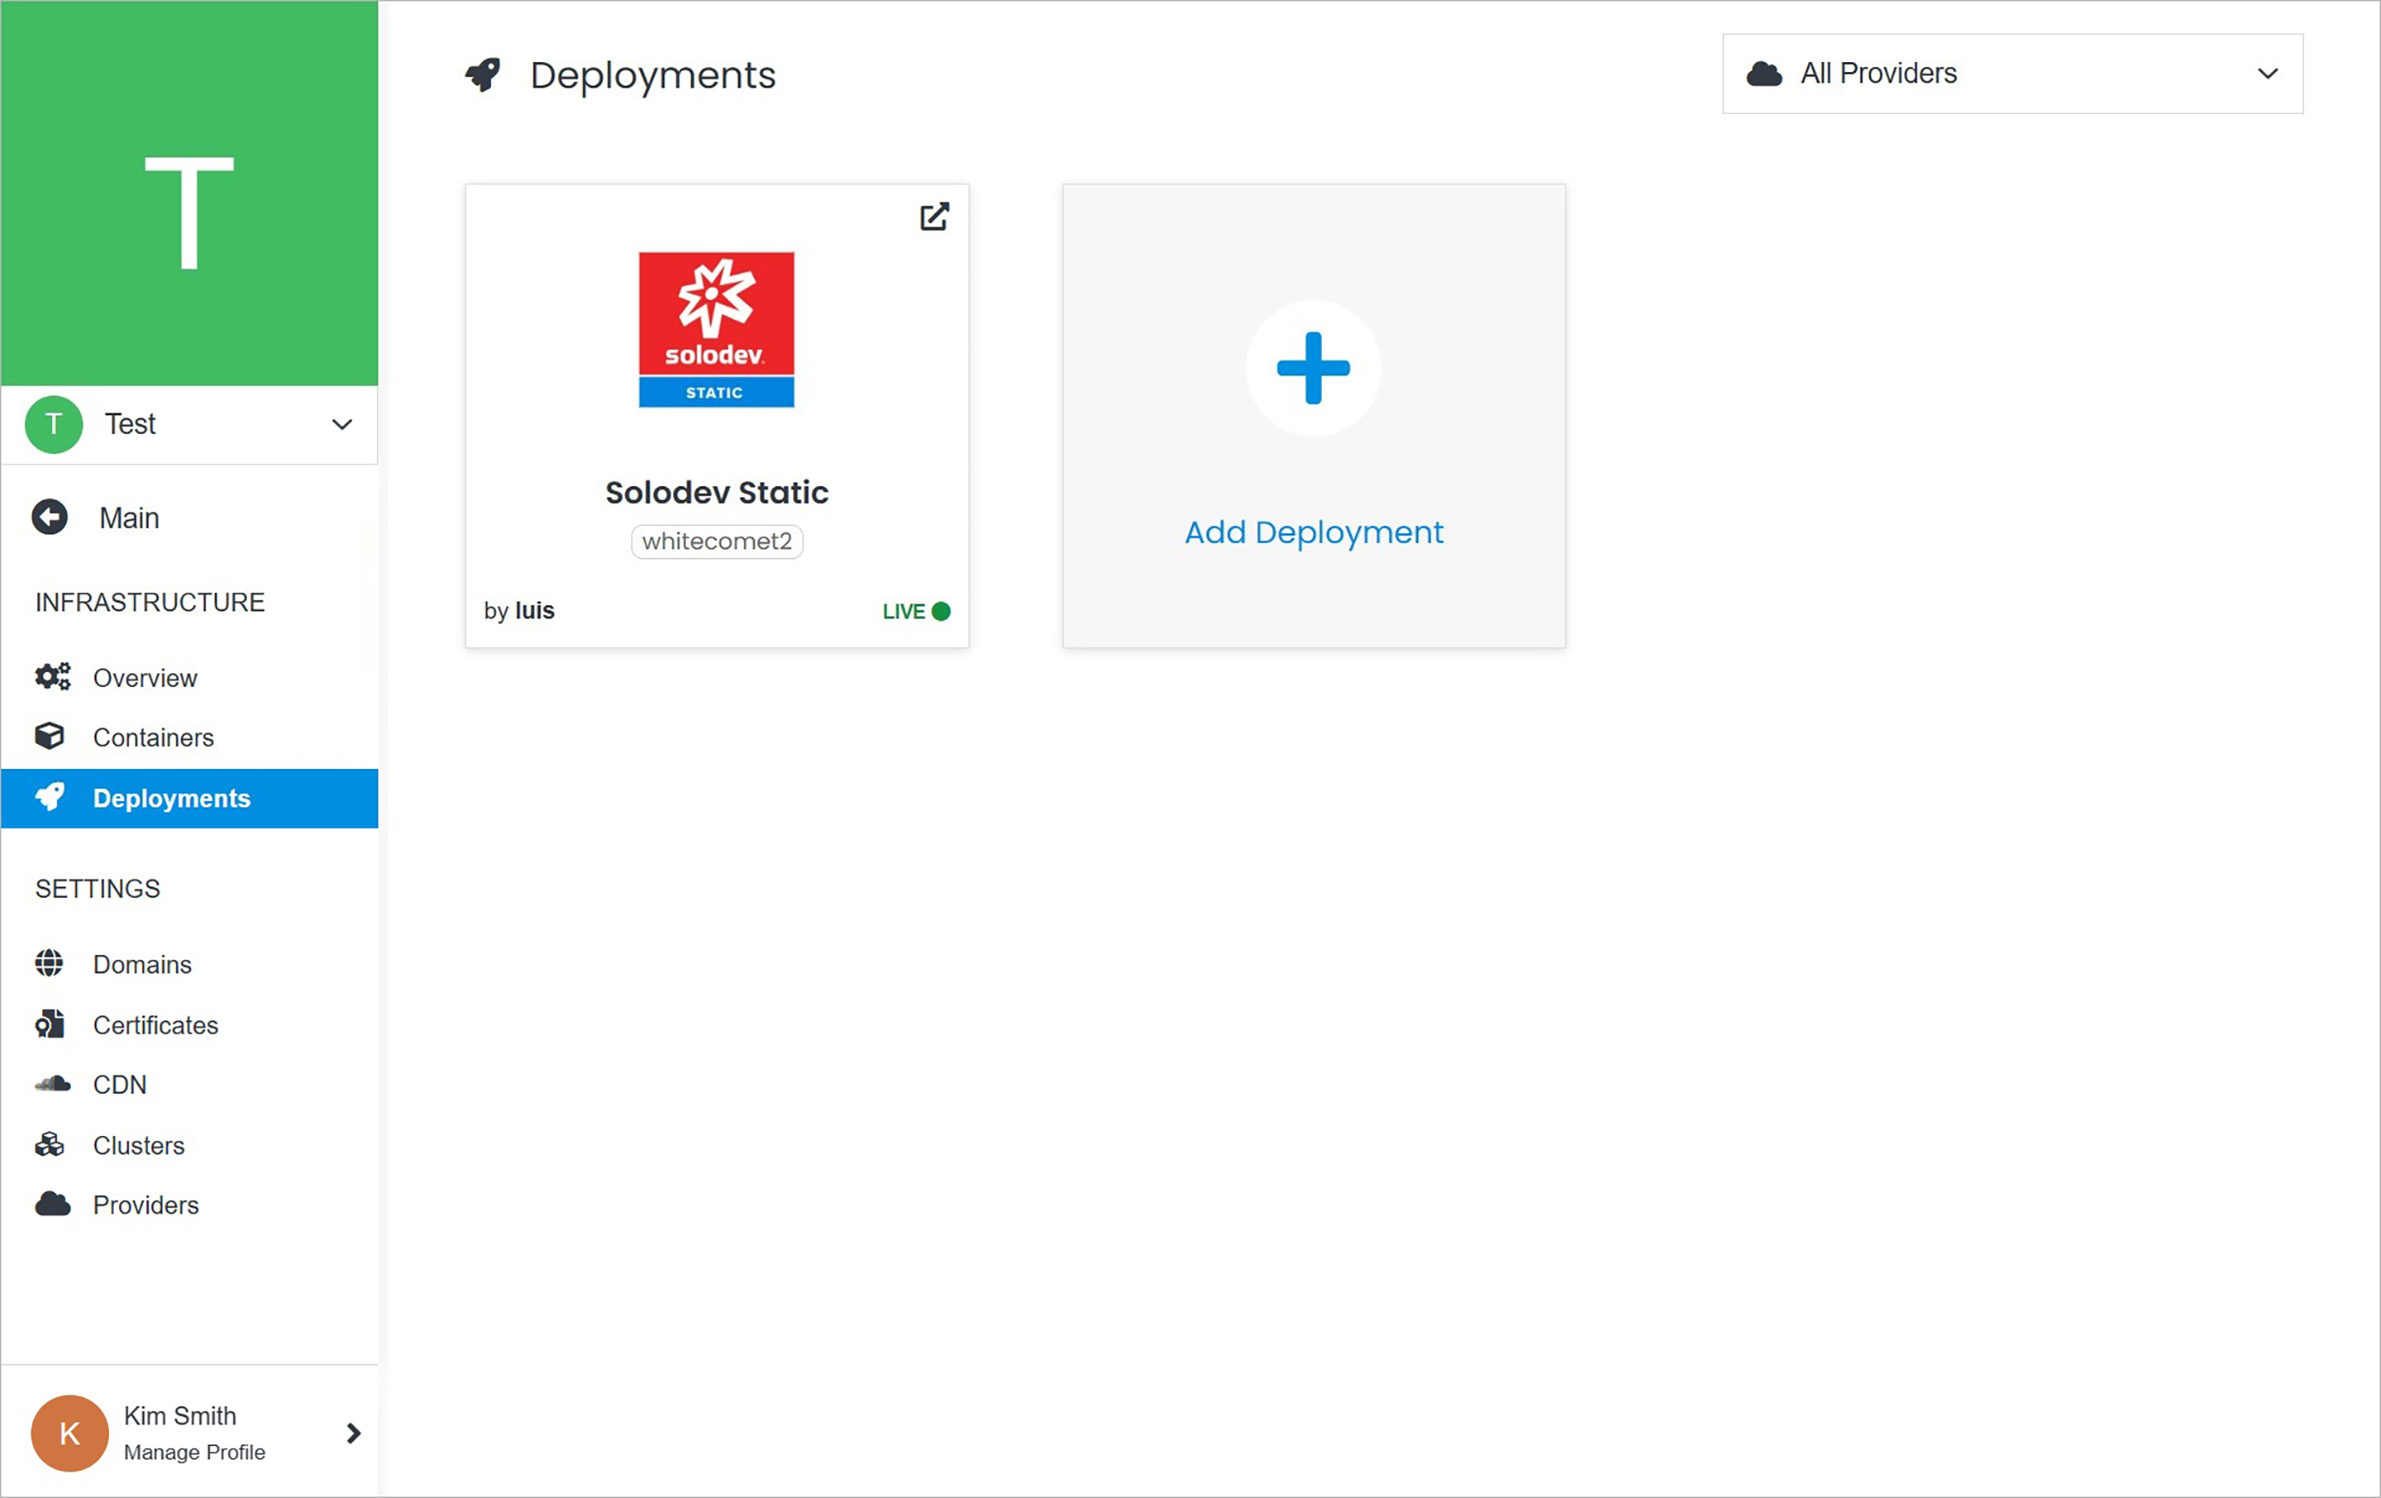 T
T Test
Main
INFRASTRUCTURE
Overview
Containers
Deployments
SETTINGS
Domains
Certificates
CDN
Clusters
Providers
K
Kim Smith
Manage Profile
Deployments
All Providers
solodev
STATIC
Solodev Static
whitecomet2
by luis
LIVE
Add Deployment